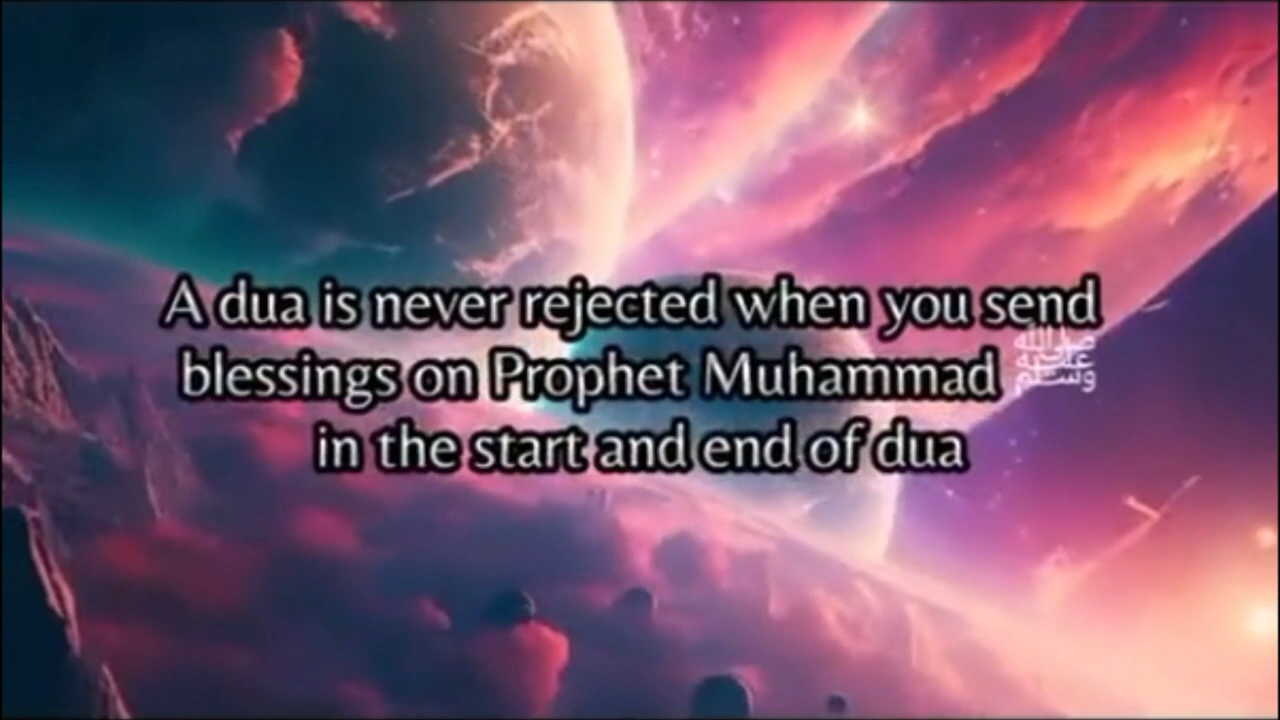 A dua is never rejected when you send
blessings on Prophet Muhammad ﷺ
in the start and end of dua